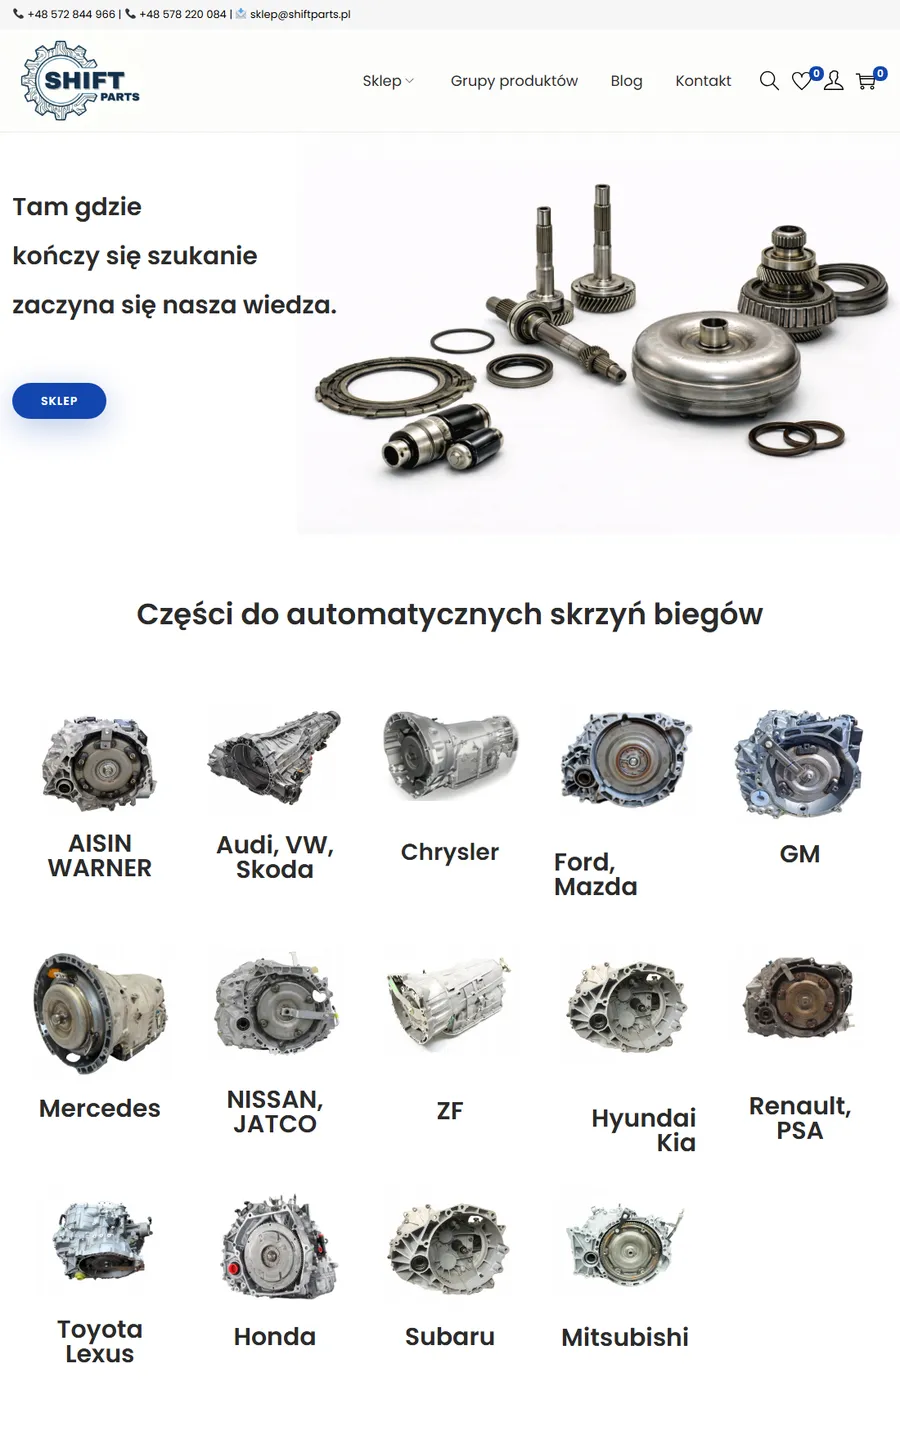 +48 572 844 966 | +48 578 220 084 | sklep@shiftparts.pl
SHIFT
PARTS
Sklep
Grupy produktów
Blog
Kontakt
0
0
Tam gdzie
kończy się szukanie
zaczyna się nasza wiedza.
SKLEP
Części do automatycznych skrzyń biegów
AISIN
WARNER
Audi, VW,
Skoda
Chrysler
Ford,
Mazda
GM
Mercedes
NISSAN,
JATCO
ZF
Hyundai
Kia
Renault,
PSA
Toyota
Lexus
Honda
Subaru
Mitsubishi